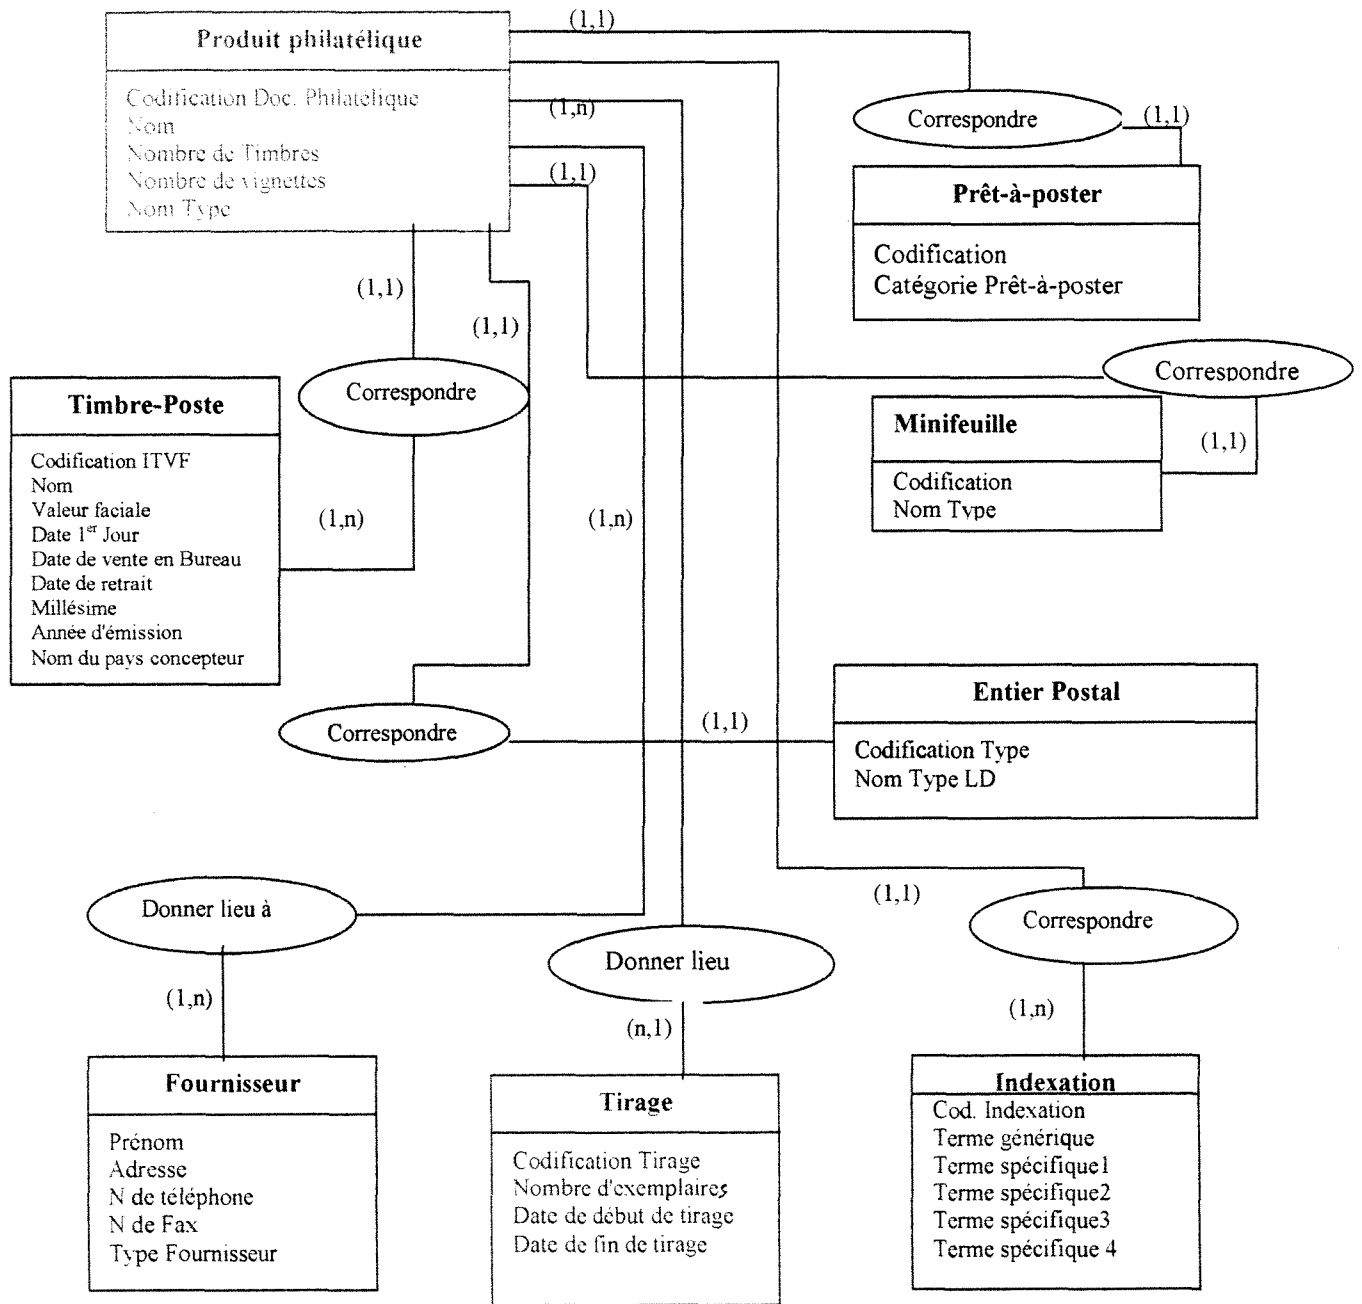 (1,1)
Produit philatélique
Codification Doc. Philatélique
Nom
Nombre de Timbres
Nombre de vignettes
Nom Type
(1,n)
(1,1)
Correspondre
(1,1)
Prêt-à-poster
Codification
Catégorie Prêt-à-poster
(1,1)
(1,1)
Correspondre
Correspondre
Timbre-Poste
Codification ITVF
Nom
Valeur faciale
Date 1er Jour
Date de vente en Bureau
Date de retrait
Millésime
Année d'émission
Nom du pays concepteur
(1,n)
(1,n)
Minifeuille
Codification
Nom Type
(1,1)
Correspondre
(1,1)
Entier Postal
Codification Type
Nom Type LD
Donner lieu à
(1,n)
Donner lieu
(n,1)
(1,1)
Correspondre
(1,n)
Fournisseur
Prénom
Adresse
N de téléphone
N de Fax
Type Fournisseur
Tirage
Codification Tirage
Nombre d'exemplaires
Date de début de tirage
Date de fin de tirage
Indexation
Cod. Indexation
Terme générique
Terme spécifique1
Terme spécifique2
Terme spécifique3
Terme spécifique 4